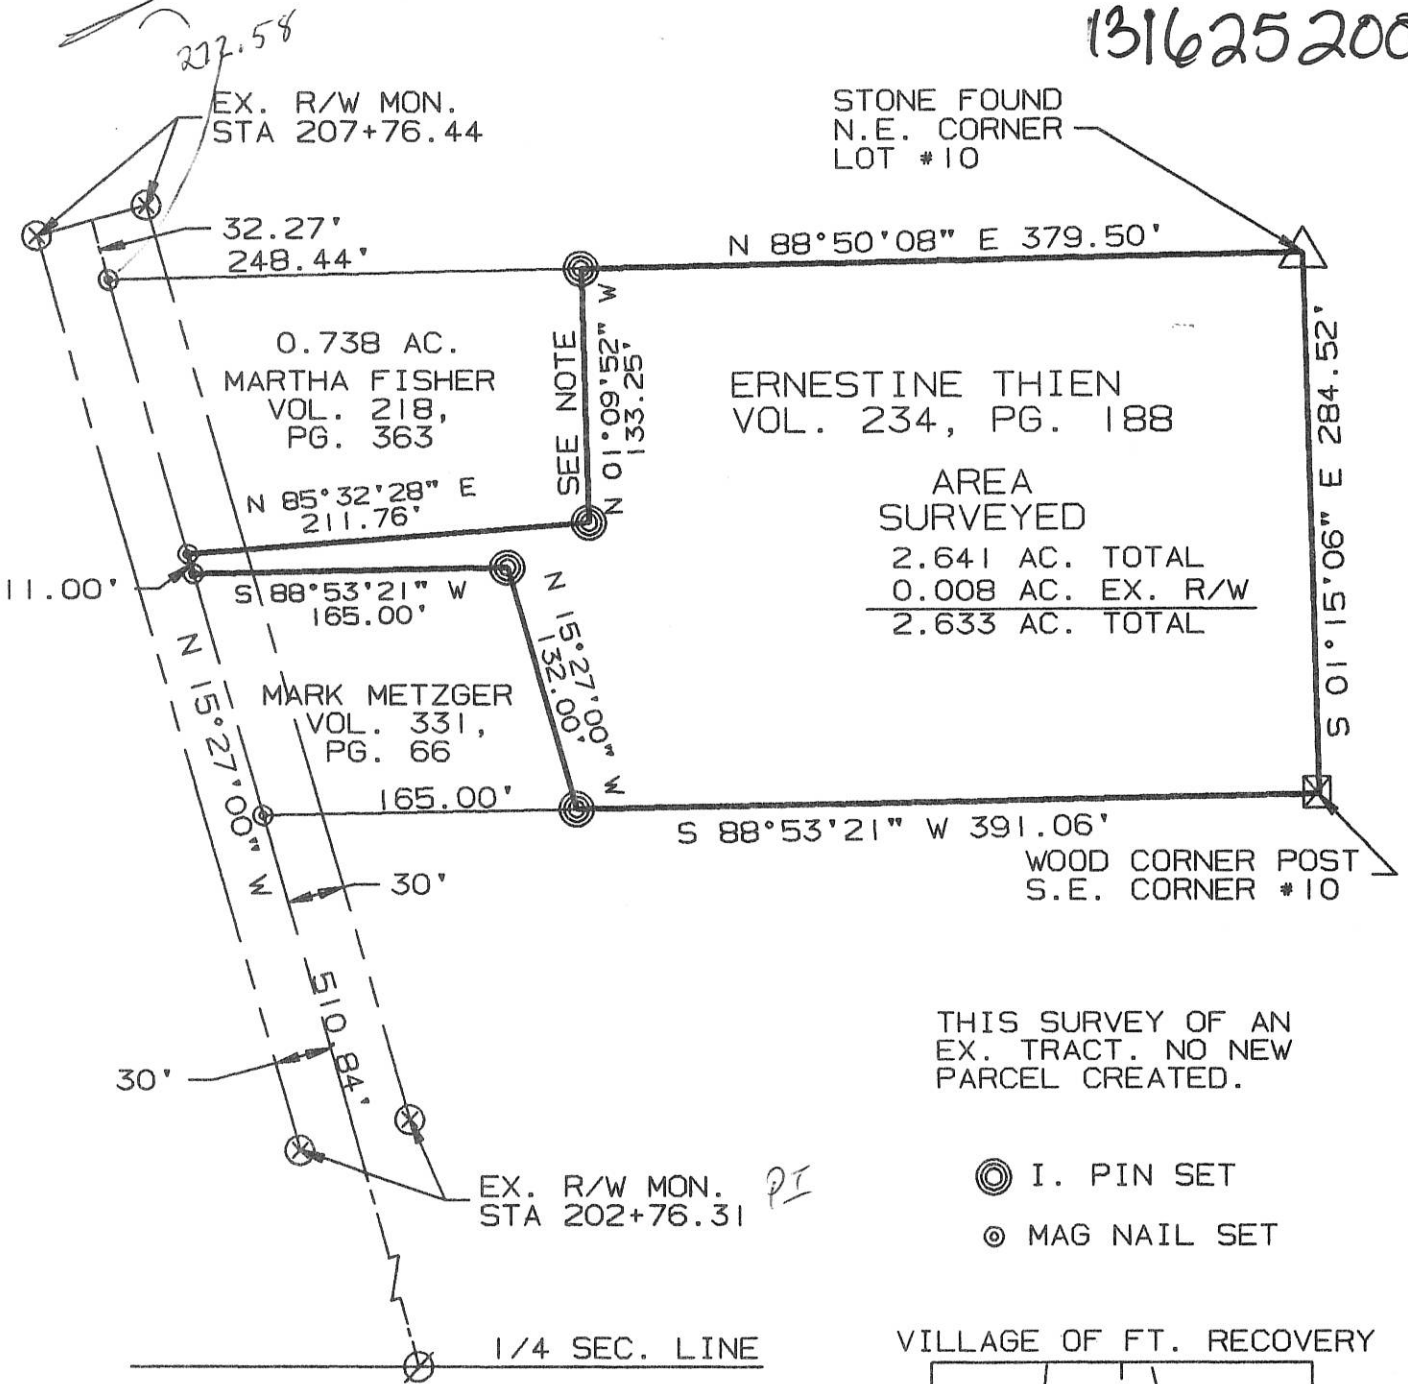 272.58
131625200
EX. R/W MON.
STA 207+76.44
STONE FOUND
N.E. CORNER
LOT #10
32.27'
248.44'
N 88°50'08" E 379.50'
0.738 AC.
MARTHA FISHER
VOL. 218,
PG. 363
SEE NOTE
N 01°09'52" W
133.25'
ERNESTINE THIEN
VOL. 234, PG. 188
S 01°15'06" E 284.52'
AREA
SURVEYED
2.641 AC. TOTAL
0.008 AC. EX. R/W
2.633 AC. TOTAL
N 85°32'28" E
211.76'
11.00'
S 88°53'21" W
165.00'
N 15°27'00" W
132.00'
N 15°27'00" W
510.84'
MARK METZGER
VOL. 331,
PG. 66
165.00'
S 88°53'21" W 391.06'
WOOD CORNER POST
S.E. CORNER #10
30'
30'
THIS SURVEY OF AN
EX. TRACT. NO NEW
PARCEL CREATED.
EX. R/W MON.
STA 202+76.31
PI
I. PIN SET
MAG NAIL SET
1/4 SEC. LINE
VILLAGE OF FT. RECOVERY